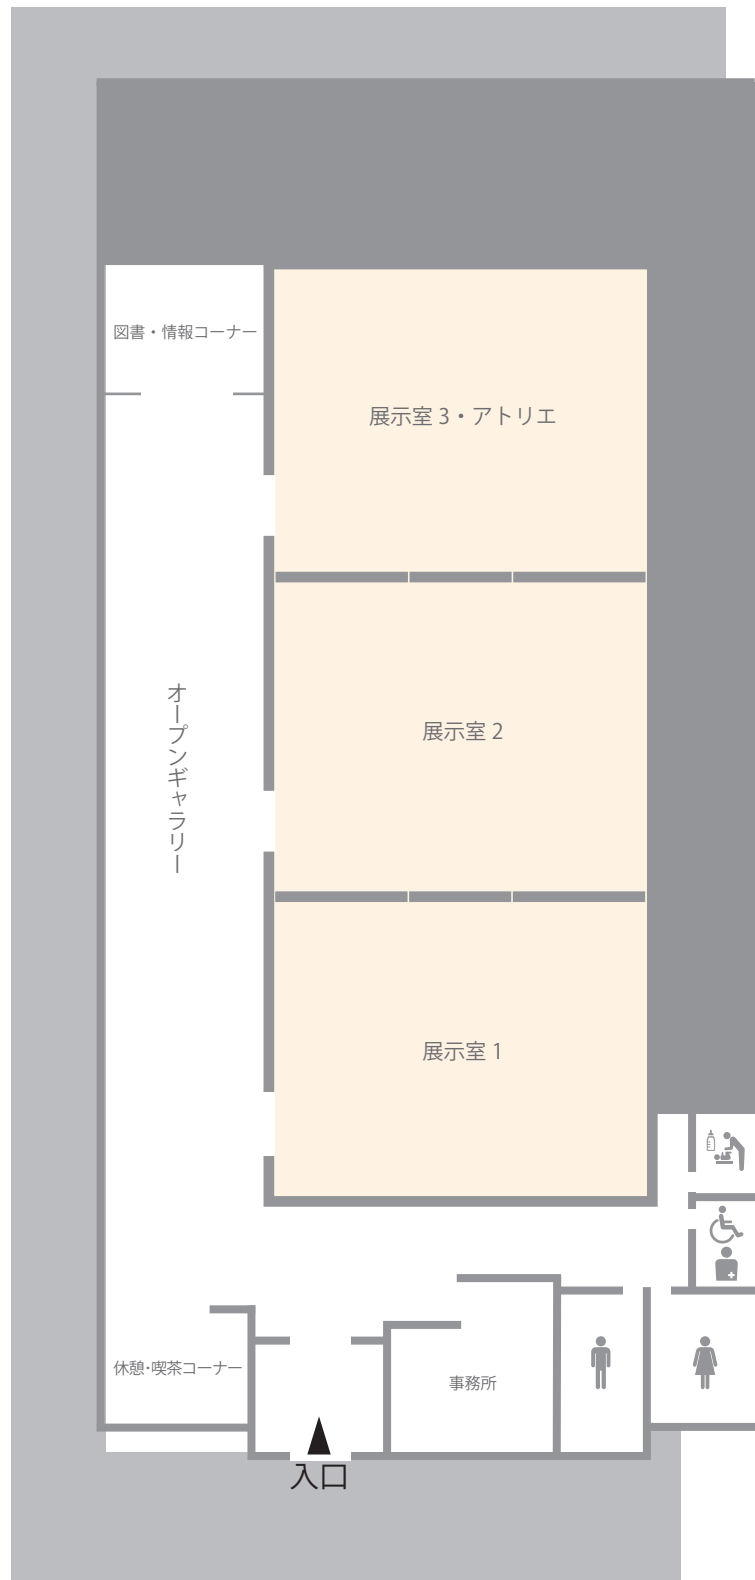 図書・情報コーナー
展示室 3・アトリエ
オープンギャラリー
展示室 2
展示室 1
休憩・喫茶コーナー
事務所
入口